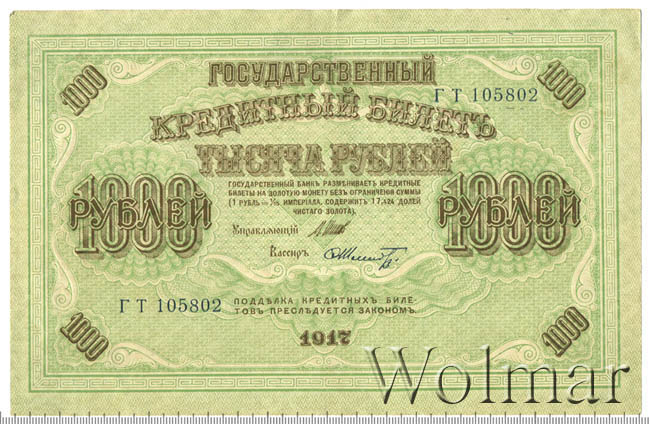 1000
1000
ГОСУДАРСТВЕННЫЙ
ГТ 105802
КРЕДИТНЫЙ БИЛЕТЪ
ТЫСЯЧА РУБЛЕЙ
ГОСУДАРСТВЕННЫЙ БАНКЪ РАЗМѢНИВАЕТЪ КРЕДИТНЫЕ
БИЛЕТЫ НА ЗОЛОТУЮ МОНЕТУ БЕЗЪ ОГРАНИЧЕНІЯ СУММЫ
(1 РУБЛЬ = 1/15 ИМПЕРІАЛА, СОДЕРЖИТЪ 17,424 ДОЛЕЙ
ЧИСТАГО ЗОЛОТА).
1000
РУБЛЕЙ
1000
РУБЛЕЙ
Управляющій
Кассиръ
ГТ 105802
ПОДДѢЛКА КРЕДИТНЫХЪ БИЛЕ-
ТОВЪ ПРЕСЛѢДУЕТСЯ ЗАКОНОМЪ.
1917
1000
1000
Wolmar